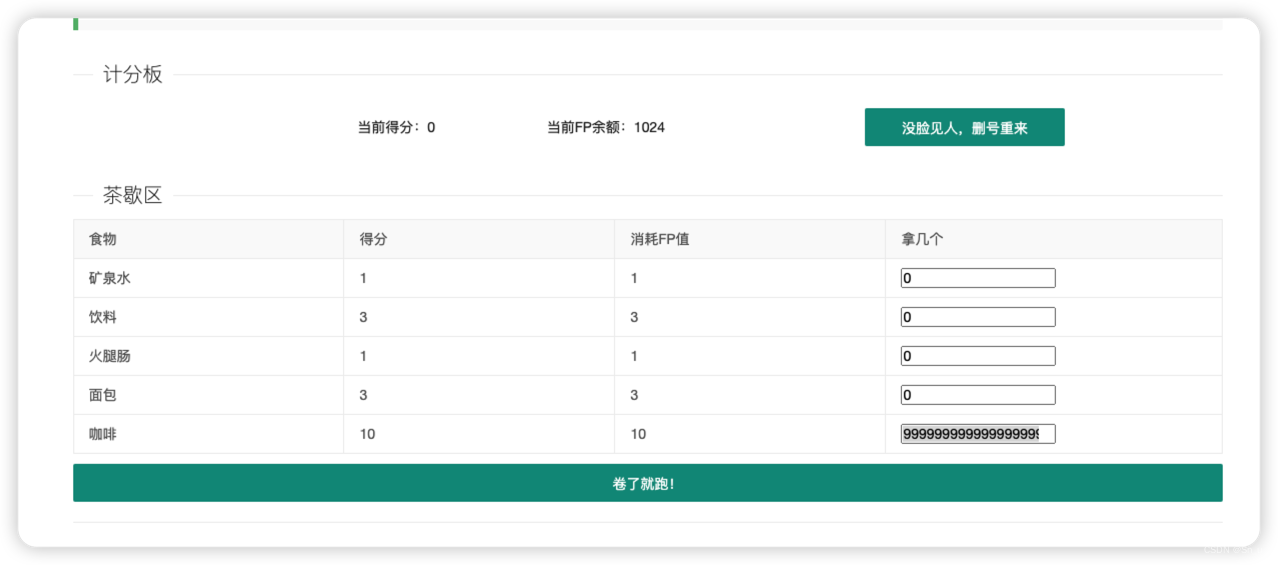 计分板
当前得分：0 当前FP余额：1024 没脸见人，删号重来
茶歇区
食物 得分 消耗FP值 拿几个
矿泉水 1 1 0
饮料 3 3 0
火腿肠 1 1 0
面包 3 3 0
咖啡 10 10
卷了就跑！